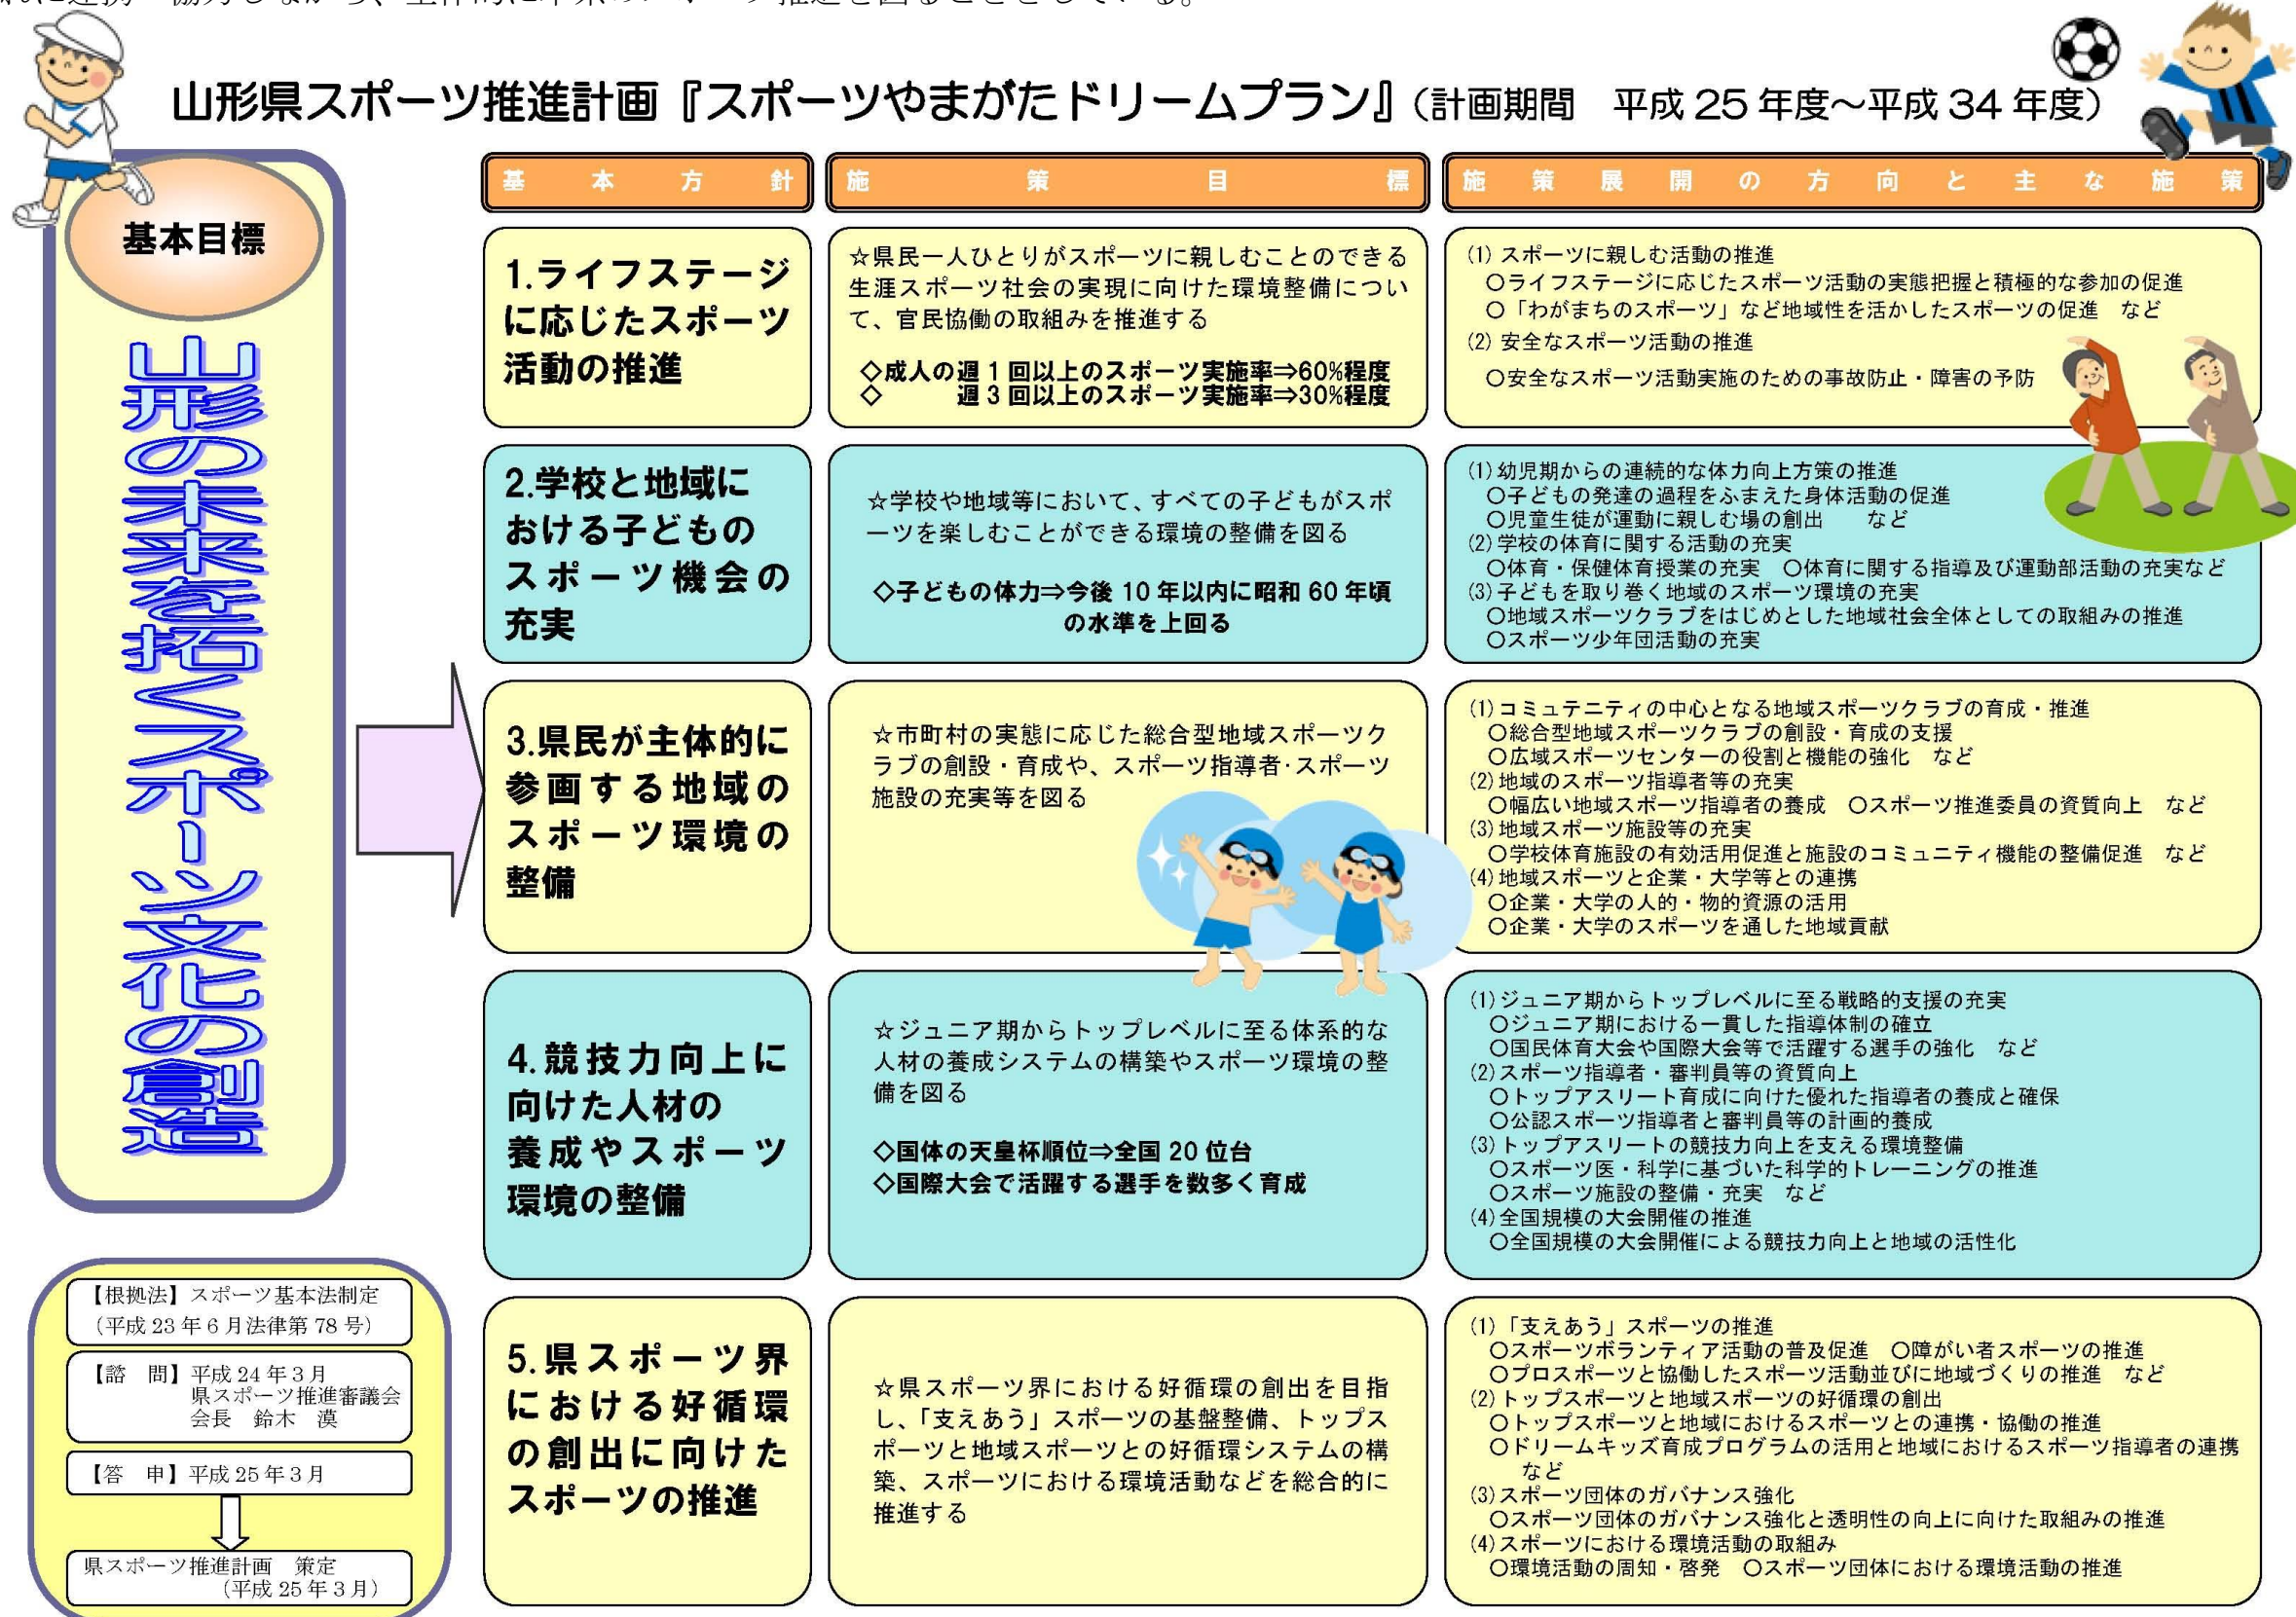 山形県スポーツ推進計画『スポーツやまがたドリームプラン』（計画期間　平成 25 年度～平成 34 年度）
基本目標
山形の未来を拓くスポーツ文化の創造
【根拠法】スポーツ基本法制定
（平成 23 年 6 月法律第 78 号）
【諮　問】平成 24 年 3 月
県スポーツ推進審議会
会長　鈴木　漠
【答　申】平成 25 年 3 月
県スポーツ推進計画　策定
（平成 25 年 3 月）
基本方針
施策目標
施策展開の方向と主な施策
1.ライフステージ
に応じたスポーツ
活動の推進
☆県民一人ひとりがスポーツに親しむことのできる
生涯スポーツ社会の実現に向けた環境整備につい
て、官民協働の取組みを推進する
◇成人の週 1 回以上のスポーツ実施率⇒60%程度
◇　　　週 3 回以上のスポーツ実施率⇒30%程度
(1) スポーツに親しむ活動の推進
○ライフステージに応じたスポーツ活動の実態把握と積極的な参加の促進
○「わがまちのスポーツ」など地域性を活かしたスポーツの促進　など
(2) 安全なスポーツ活動の推進
○安全なスポーツ活動実施のための事故防止・障害の予防
2.学校と地域に
おける子どもの
スポーツ機会の
充実
☆学校や地域等において、すべての子どもがスポ
ーツを楽しむことができる環境の整備を図る
◇子どもの体力⇒今後 10 年以内に昭和 60 年頃
の水準を上回る
(1)幼児期からの連続的な体力向上方策の推進
○子どもの発達の過程をふまえた身体活動の促進
○児童生徒が運動に親しむ場の創出　　など
(2)学校の体育に関する活動の充実
○体育・保健体育授業の充実　○体育に関する指導及び運動部活動の充実など
(3)子どもを取り巻く地域のスポーツ環境の充実
○地域スポーツクラブをはじめとした地域社会全体としての取組みの推進
○スポーツ少年団活動の充実
3.県民が主体的に
参画する地域の
スポーツ環境の
整備
☆市町村の実態に応じた総合型地域スポーツク
ラブの創設・育成や、スポーツ指導者・スポーツ
施設の充実等を図る
(1)コミュテニティの中心となる地域スポーツクラブの育成・推進
○総合型地域スポーツクラブの創設・育成の支援
○広域スポーツセンターの役割と機能の強化　など
(2)地域のスポーツ指導者等の充実
○幅広い地域スポーツ指導者の養成　○スポーツ推進委員の資質向上　など
(3)地域スポーツ施設等の充実
○学校体育施設の有効活用促進と施設のコミュニティ機能の整備促進　など
(4)地域スポーツと企業・大学等との連携
○企業・大学の人的・物的資源の活用
○企業・大学のスポーツを通した地域貢献
4.競技力向上に
向けた人材の
養成やスポーツ
環境の整備
☆ジュニア期からトップレベルに至る体系的な
人材の養成システムの構築やスポーツ環境の整
備を図る
◇国体の天皇杯順位⇒全国 20 位台
◇国際大会で活躍する選手を数多く育成
(1)ジュニア期からトップレベルに至る戦略的支援の充実
○ジュニア期における一貫した指導体制の確立
○国民体育大会や国際大会等で活躍する選手の強化　など
(2)スポーツ指導者・審判員等の資質向上
○トップアスリート育成に向けた優れた指導者の養成と確保
○公認スポーツ指導者と審判員等の計画的養成
(3)トップアスリートの競技力向上を支える環境整備
○スポーツ医・科学に基づいた科学的トレーニングの推進
○スポーツ施設の整備・充実　など
(4)全国規模の大会開催の推進
○全国規模の大会開催による競技力向上と地域の活性化
5.県スポーツ界
における好循環
の創出に向けた
スポーツの推進
☆県スポーツ界における好循環の創出を目指
し、「支えあう」スポーツの基盤整備、トップス
ポーツと地域スポーツとの好循環システムの構
築、スポーツにおける環境活動などを総合的に
推進する
(1)「支えあう」スポーツの推進
○スポーツボランティア活動の普及促進　○障がい者スポーツの推進
○プロスポーツと協働したスポーツ活動並びに地域づくりの推進　など
(2)トップスポーツと地域スポーツの好循環の創出
○トップスポーツと地域におけるスポーツとの連携・協働の推進
○ドリームキッズ育成プログラムの活用と地域におけるスポーツ指導者の連携
など
(3)スポーツ団体のガバナンス強化
○スポーツ団体のガバナンス強化と透明性の向上に向けた取組みの推進
(4)スポーツにおける環境活動の取組み
○環境活動の周知・啓発　○スポーツ団体における環境活動の推進